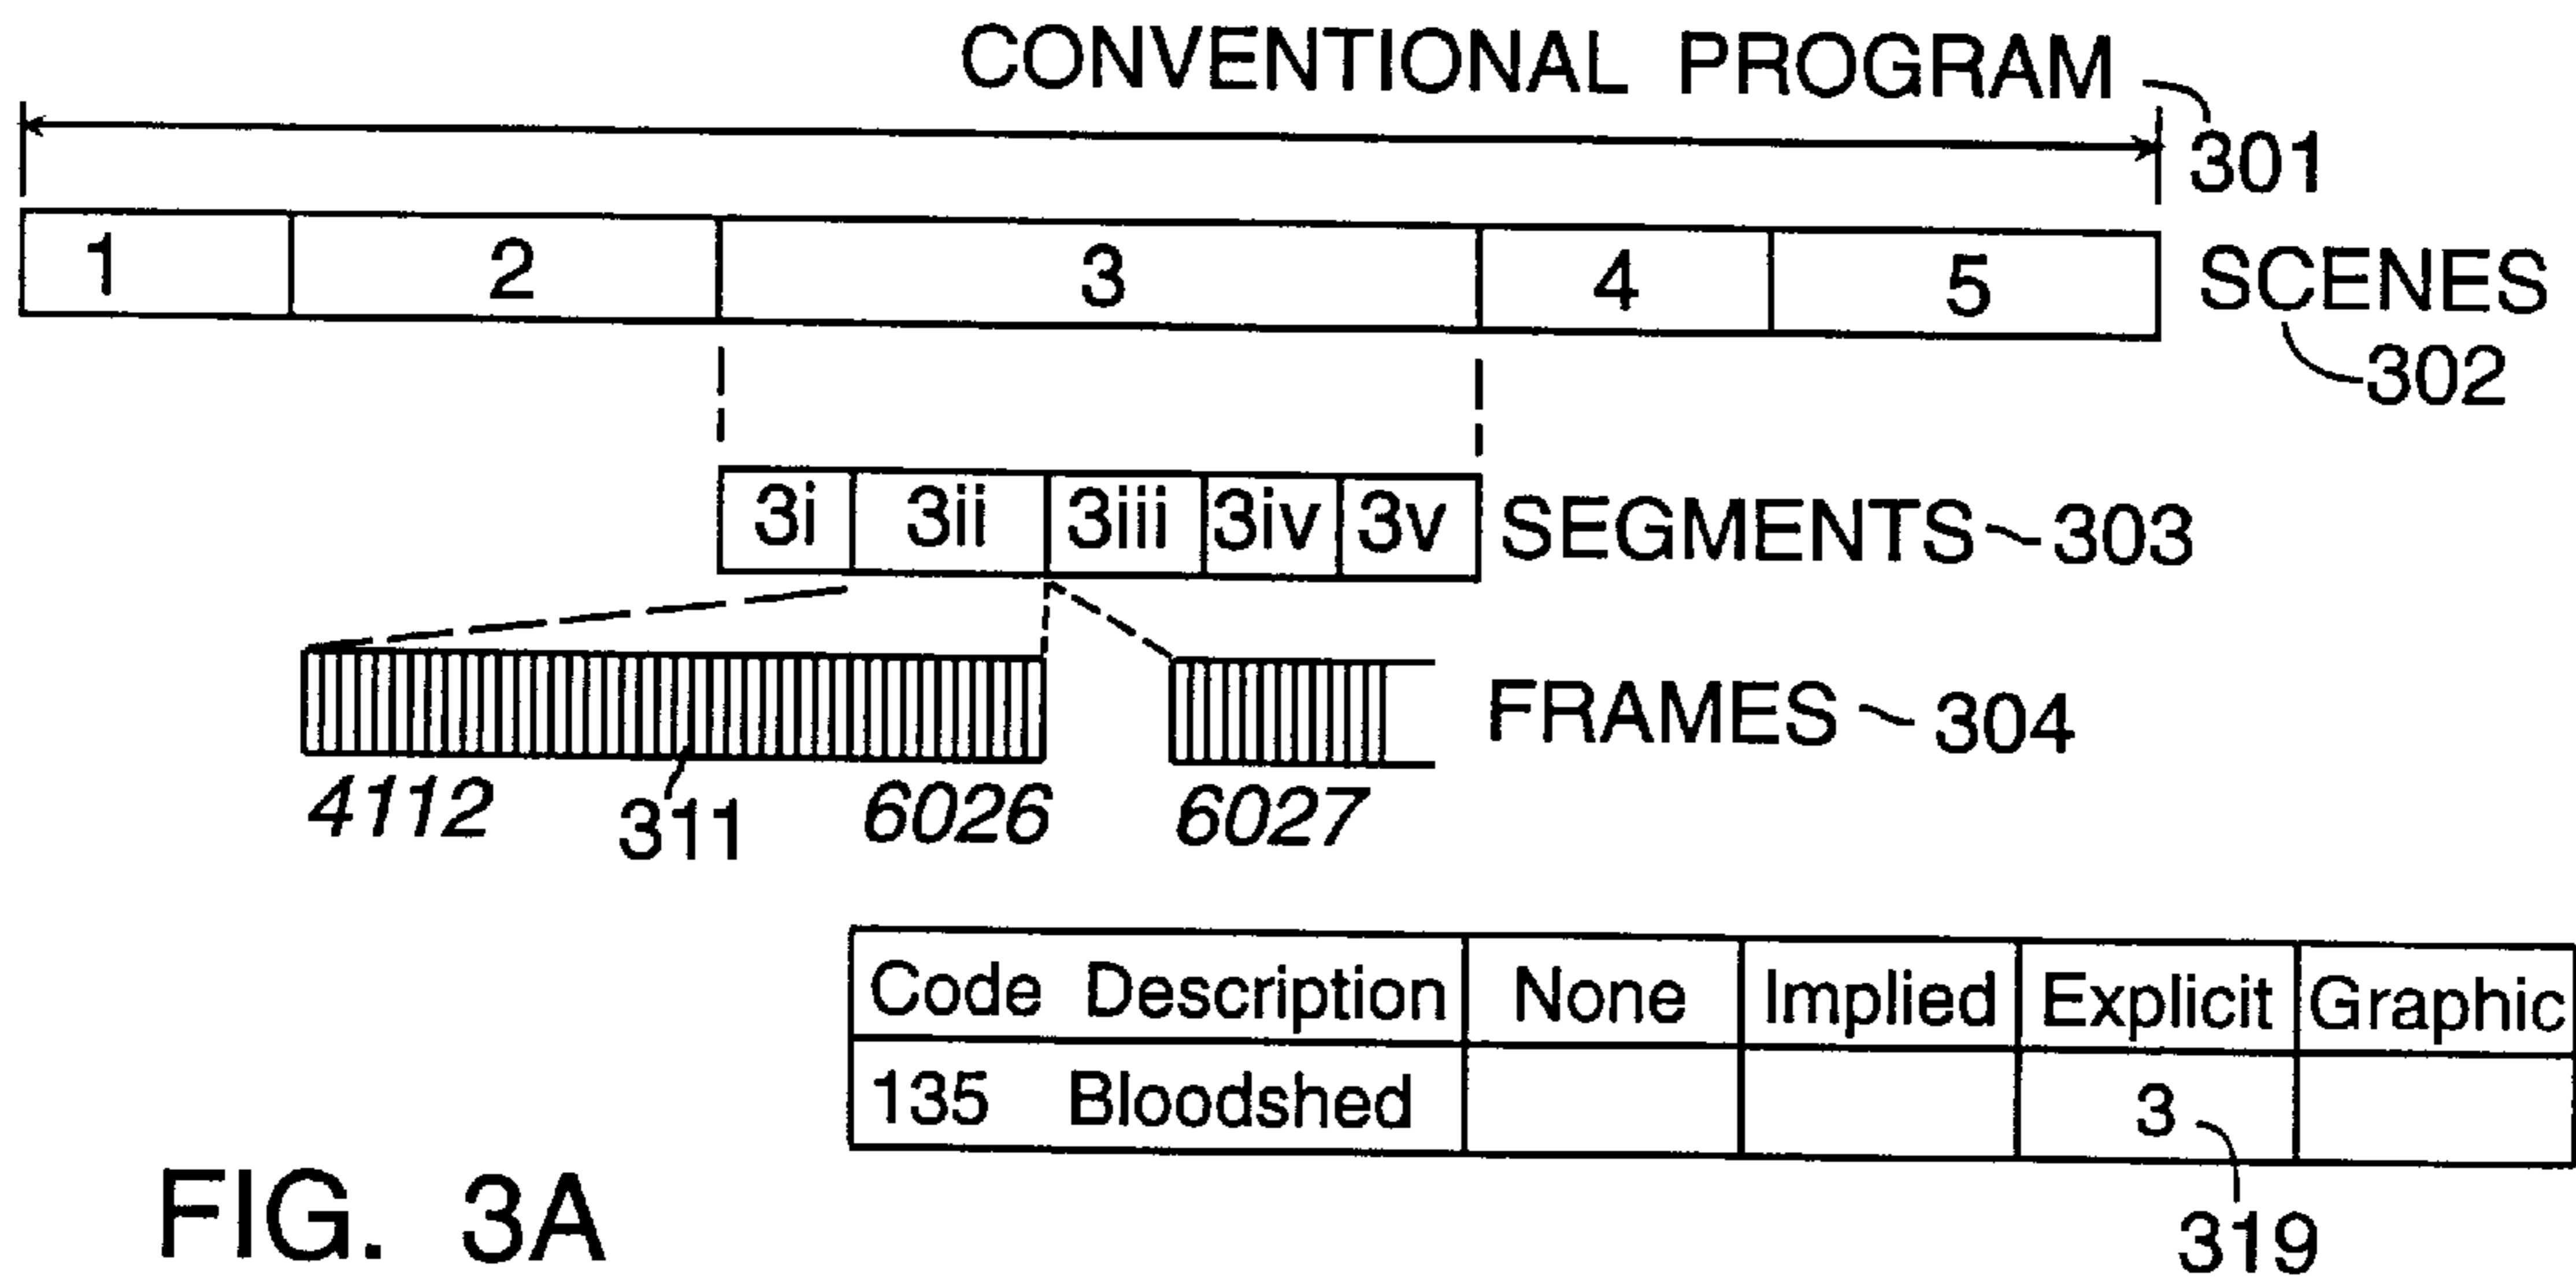 CONVENTIONAL PROGRAM
301
1 2 3 4 5 SCENES
302
3i 3ii 3iii 3iv 3v SEGMENTS 303
FRAMES 304
4112 311 6026 6027
Code Description None Implied Explicit Graphic
135 Bloodshed 3
319
FIG. 3A